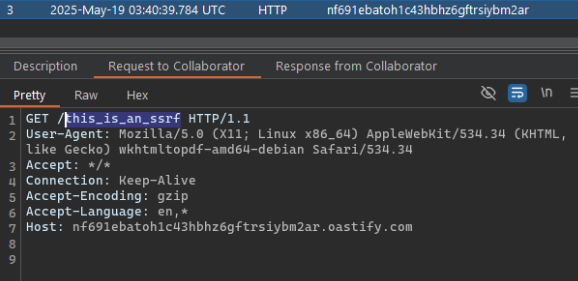 3 2025-May-19 03:40:39.784 UTC HTTP nf691ebatoh1c43hbhz6gftrsiybm2ar
Description Request to Collaborator Response from Collaborator
Pretty Raw Hex \n
1 GET /this_is_an_ssrf HTTP/1.1
2 User-Agent: Mozilla/5.0 (X11; Linux x86_64) AppleWebKit/534.34 (KHTML,
like Gecko) wkhtmltopdf-amd64-debian Safari/534.34
3 Accept: */*
4 Connection: Keep-Alive
5 Accept-Encoding: gzip
6 Accept-Language: en,*
7 Host: nf691ebatoh1c43hbhz6gftrsiybm2ar.oastify.com
8
9